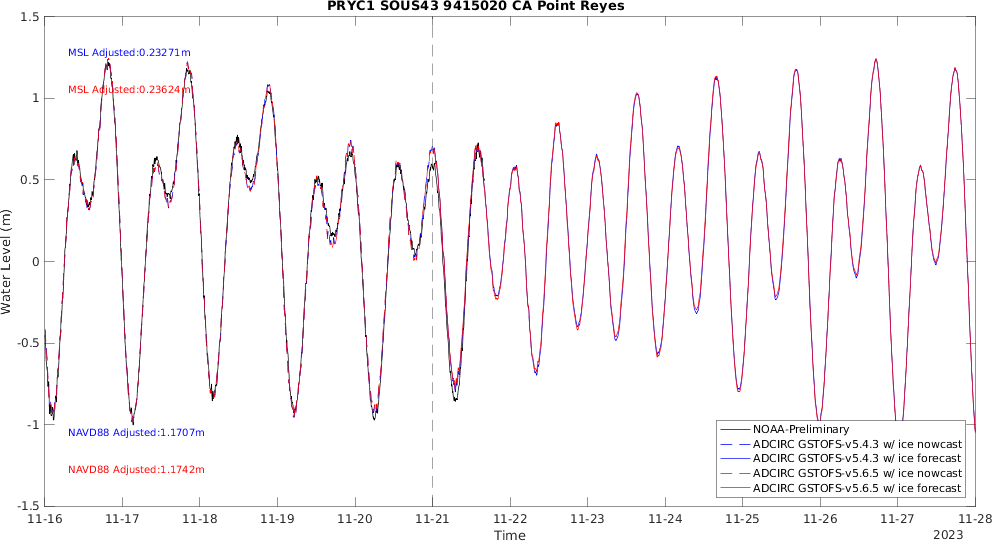 PRYC1 SOUS43 9415020 CA Point Reyes
1.5
1
0.5
0
-0.5
-1
-1.5
Water Level (m)
MSL Adjusted:0.23271m
MSL Adjusted:0.23624m
NAVD88 Adjusted:1.1707m
NAVD88 Adjusted:1.1742m
NOAA-Preliminary
ADCIRC GSTOFS-v5.4.3 w/ ice nowcast
ADCIRC GSTOFS-v5.4.3 w/ ice forecast
ADCIRC GSTOFS-v5.6.5 w/ ice nowcast
ADCIRC GSTOFS-v5.6.5 w/ ice forecast
11-16 11-17 11-18 11-19 11-20 11-21 11-22 11-23 11-24 11-25 11-26 11-27 11-28
Time
2023